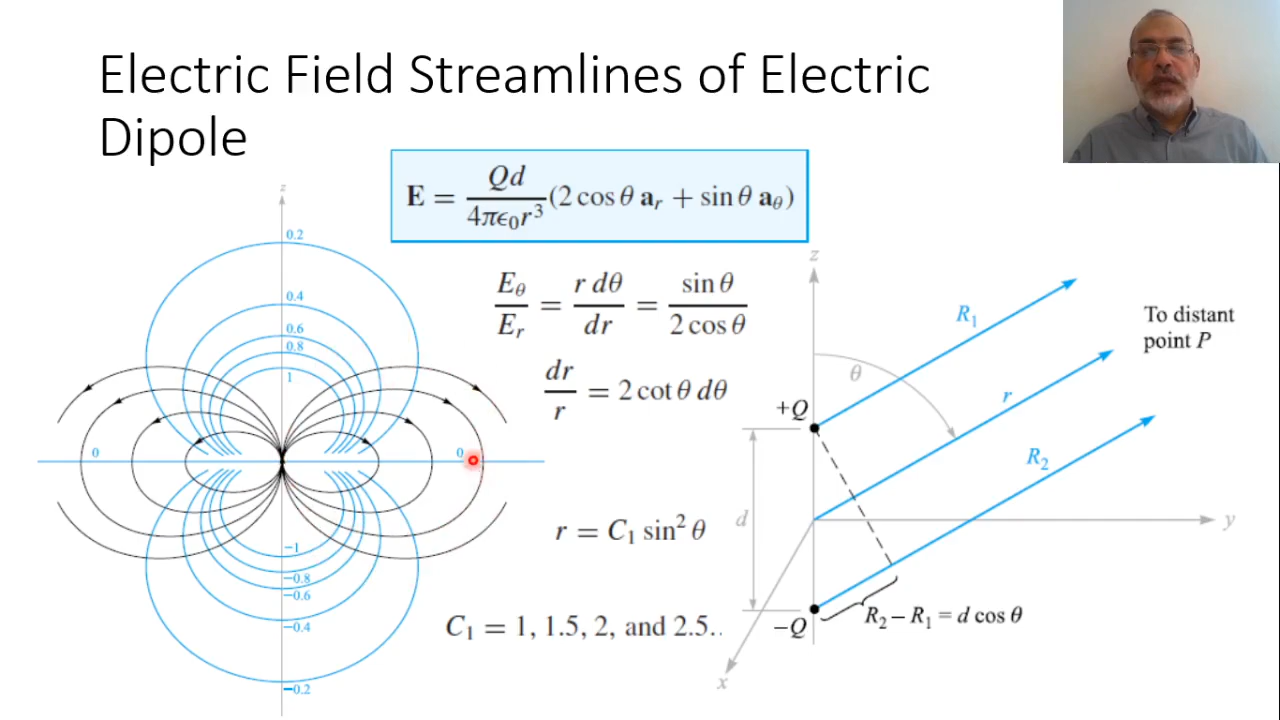 Electric Field Streamlines of Electric
Dipole
E = Qd / 4πϵ₀r³ (2 cos θ aᵣ + sin θ a_θ)
E_θ / Eᵣ = r dθ / dr = sin θ / 2 cos θ
dr / r = 2 cot θ dθ
r = C₁ sin² θ
C₁ = 1, 1.5, 2, and 2.5..
z
0.2
0.4
0.6
0.8
1
0
0
−1
−0.8
−0.6
−0.4
−0.2
z
R₁
To distant
point P
θ
r
+Q
R₂
d
y
R₂ − R₁ = d cos θ
−Q
x